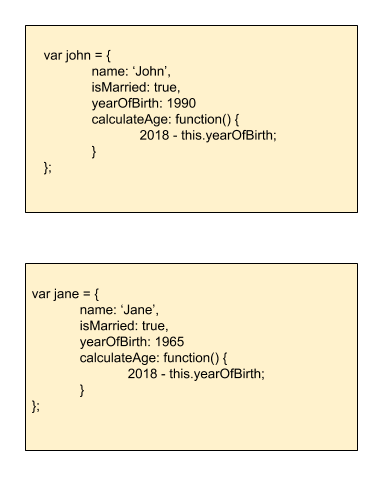 var john = {
name: ‘John’,
isMarried: true,
yearOfBirth: 1990
calculateAge: function() {
2018 - this.yearOfBirth;
}
};
var jane = {
name: ‘Jane’,
isMarried: true,
yearOfBirth: 1965
calculateAge: function() {
2018 - this.yearOfBirth;
}
};